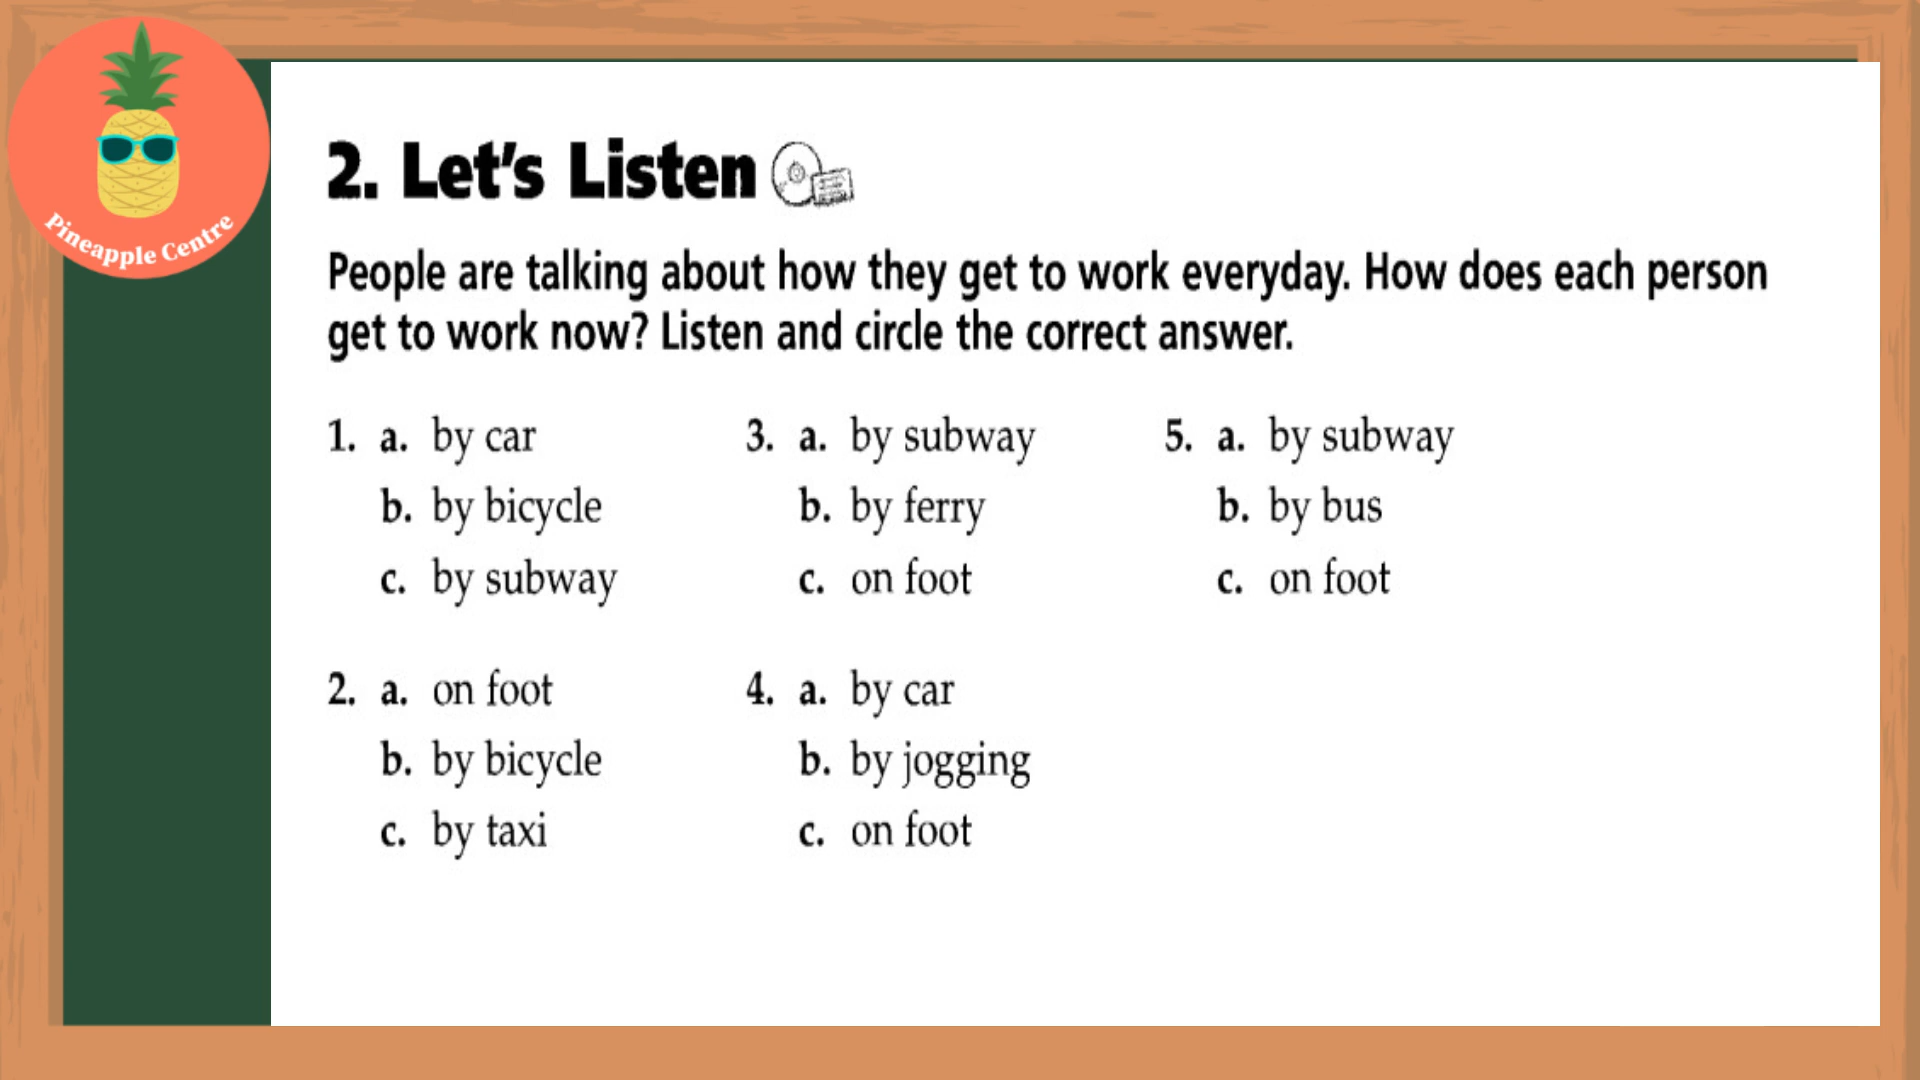 Pineapple Centre
2. Let's Listen
People are talking about how they get to work everyday. How does each person
get to work now? Listen and circle the correct answer.
1. a. by car
b. by bicycle
c. by subway
2. a. on foot
b. by bicycle
c. by taxi
3. a. by subway
b. by ferry
c. on foot
4. a. by car
b. by jogging
c. on foot
5. a. by subway
b. by bus
c. on foot